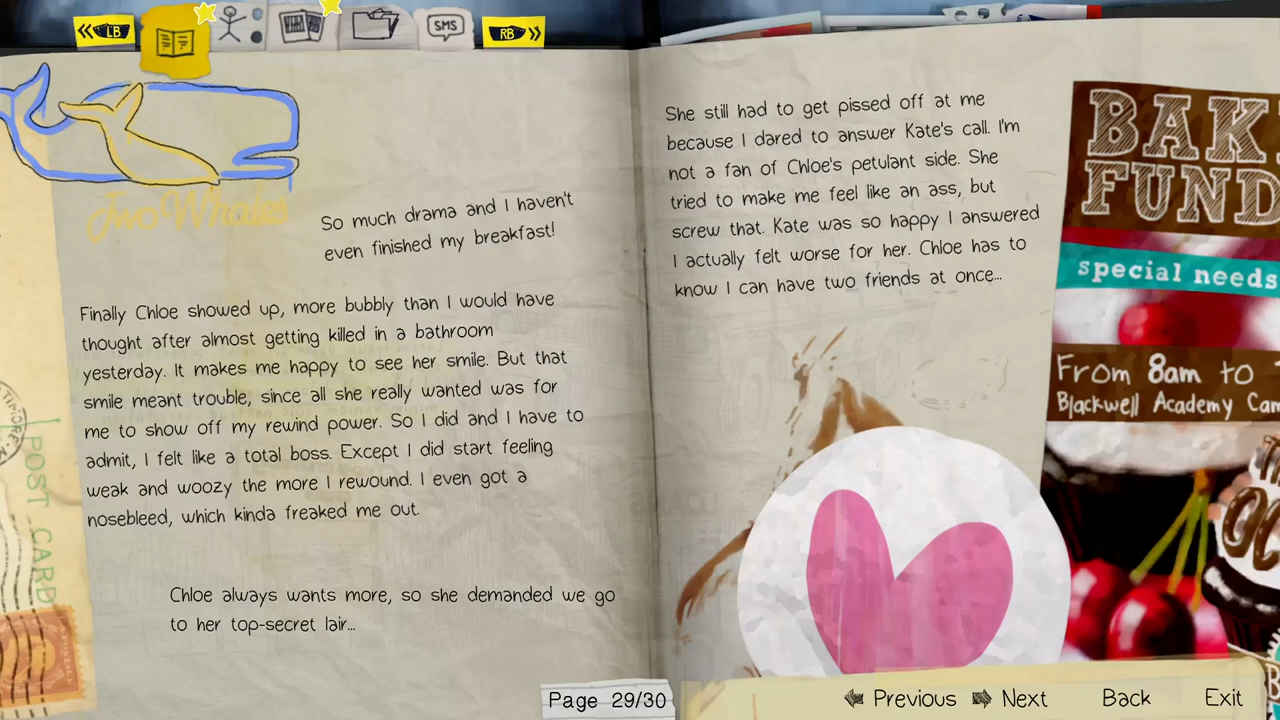 LB
SMS
RB
Two Whales
So much drama and I haven't
even finished my breakfast!
Finally Chloe showed up, more bubbly than I would have
thought after almost getting killed in a bathroom
yesterday. It makes me happy to see her smile. But that
smile meant trouble, since all she really wanted was for
me to show off my rewind power. So I did and I have to
admit, I felt like a total boss. Except I did start feeling
weak and woozy the more I rewound. I even got a
nosebleed, which kinda freaked me out.
Chloe always wants more, so she demanded we go
to her top-secret lair...
POST CARD
She still had to get pissed off at me
because I dared to answer Kate's call. I'm
not a fan of Chloe's petulant side. She
tried to make me feel like an ass, but
screw that. Kate was so happy I answered
I actually felt worse for her. Chloe has to
know I can have two friends at once...
BAK
FUND
special needs
From 8am to
Blackwell Academy Cam
Page 29/30
Previous
Next
Back
Exit